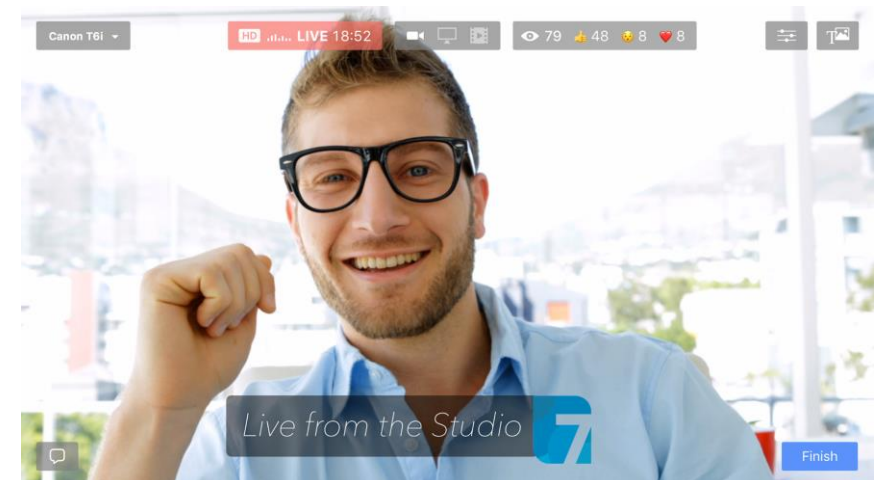 Canon T6i
HD LIVE 18:52
79 48 8 8
T
Live from the Studio
7
Finish